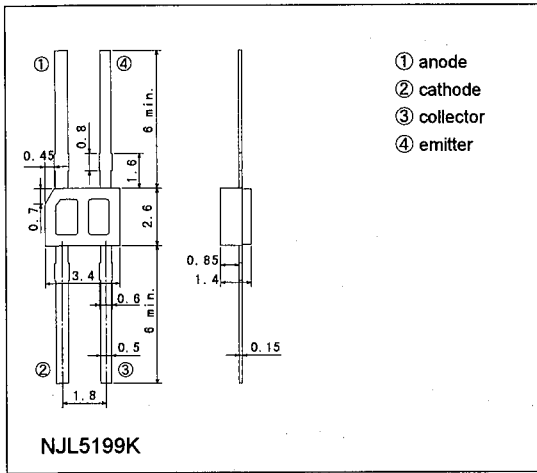 ① ④
① anode
② cathode
③ collector
④ emitter
6 min.
0.8
1.6
0.45
0.7
2.6
0.85
1.4
3.4
0.6
6 min.
0.5
0.15
② ③
1.8
NJL5199K